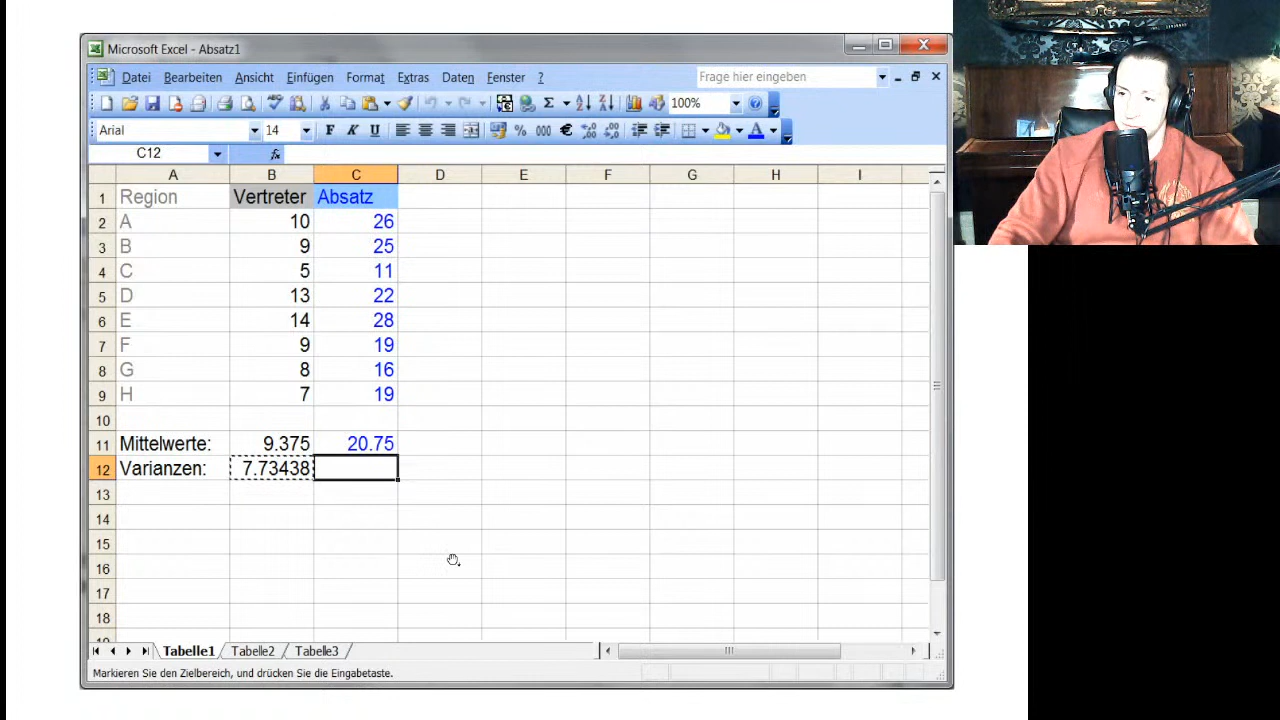 Microsoft Excel - Absatz1
Datei Bearbeiten Ansicht Einfügen Format Extras Daten Fenster ? Frage hier eingeben
100%
Arial 14 F K U % 000 €
C12 fx
A B C D E F G H I
1 Region Vertreter Absatz
2 A 10 26
3 B 9 25
4 C 5 11
5 D 13 22
6 E 14 28
7 F 9 19
8 G 8 16
9 H 7 19
10
11 Mittelwerte: 9.375 20.75
12 Varianzen: 7.73438
13
14
15
16
17
18
Tabelle1 Tabelle2 Tabelle3
Markieren Sie den Zielbereich, und drücken Sie die Eingabetaste.